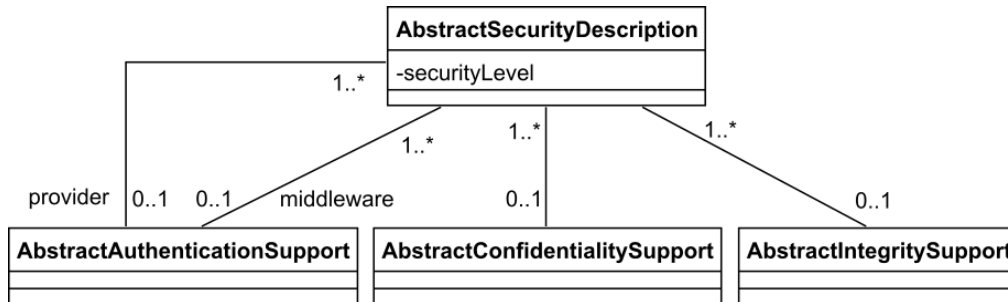 AbstractSecurityDescription
-securityLevel
1..*
1..*
1..*
1..*
provider
0..1
0..1
middleware
0..1
0..1
AbstractAuthenticationSupport
AbstractConfidentialitySupport
AbstractIntegritySupport